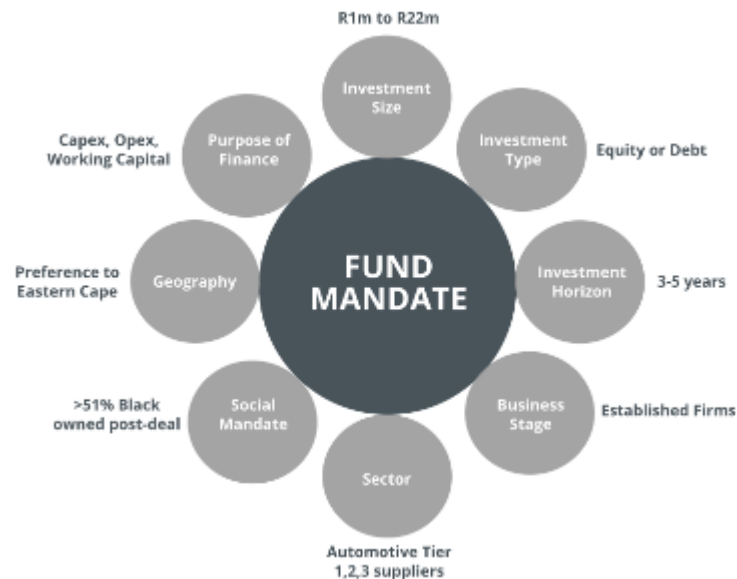 R1m to R22m
Investment
Size
Investment
Type
Equity or Debt
Investment
Horizon
3-5 years
Business
Stage
Established Firms
Sector
Automotive Tier
1,2,3 suppliers
Social
Mandate
>51% Black
owned post-deal
Geography
Preference to
Eastern Cape
Purpose of
Finance
Capex, Opex,
Working Capital
FUND
MANDATE